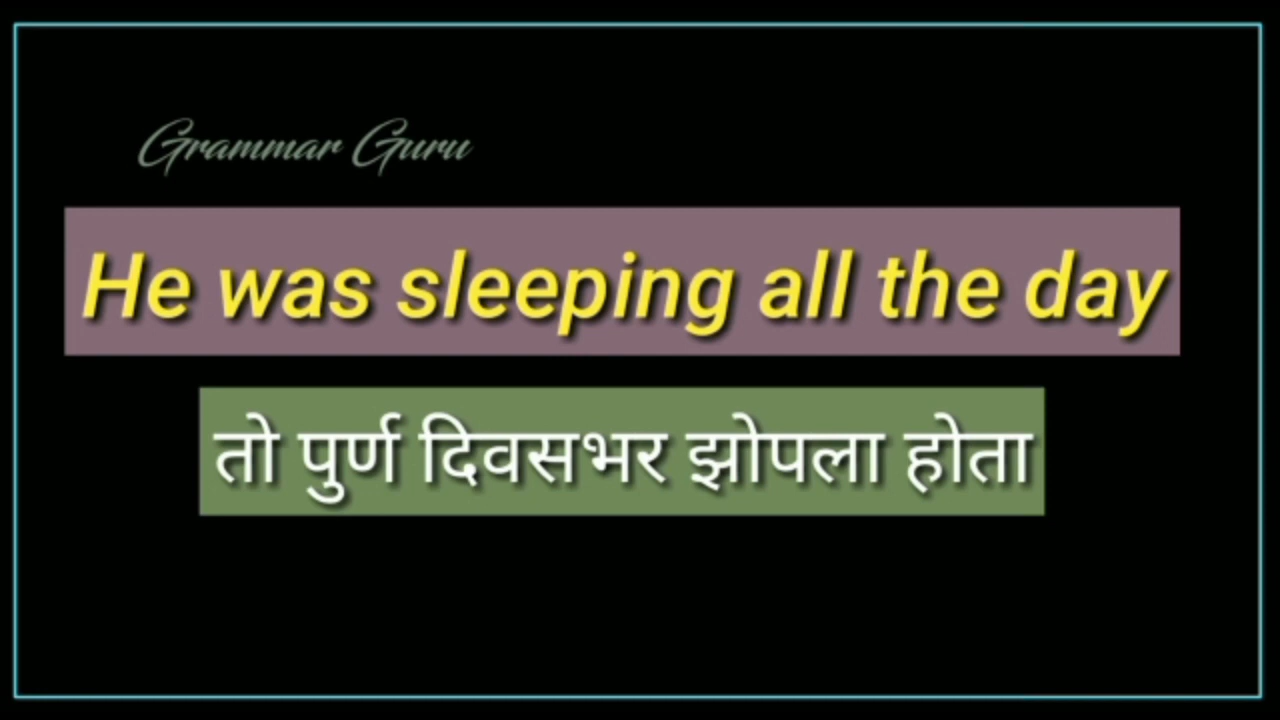 Grammar Guru
He was sleeping all the day
तो पुर्ण दिवसभर झोपला होता